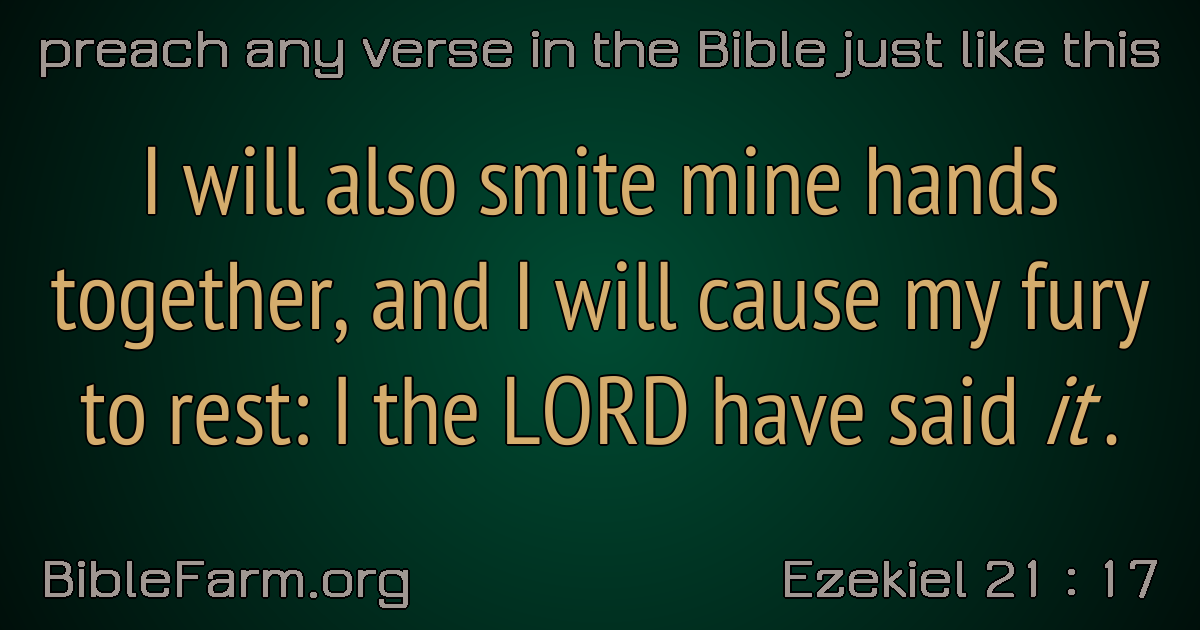 preach any verse in the Bible just like this
I will also smite mine hands
together, and I will cause my fury
to rest: I the LORD have said it.
BibleFarm.org
Ezekiel 21 : 17